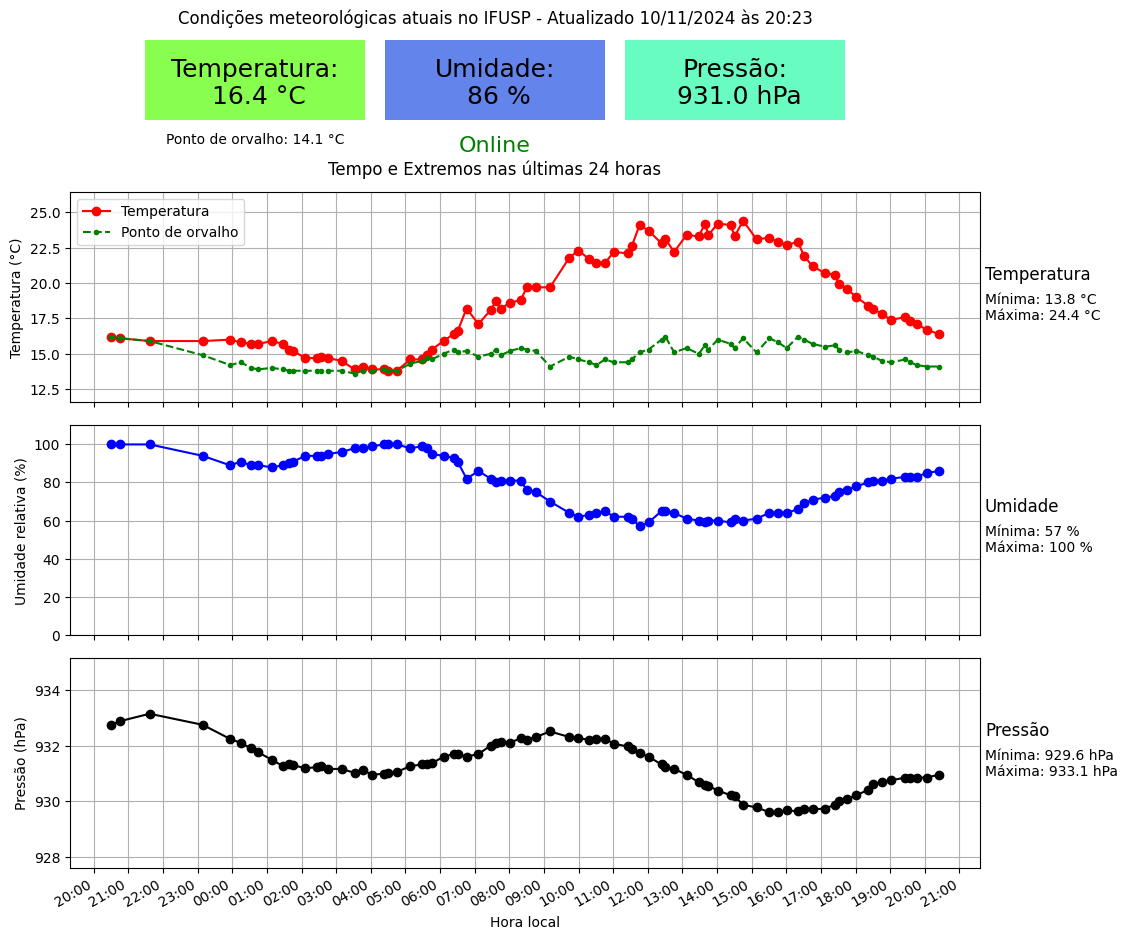 Condições meteorológicas atuais no IFUSP - Atualizado 10/11/2024 às 20:23
Temperatura:
16.4 °C
Umidade:
86 %
Pressão:
931.0 hPa
Ponto de orvalho: 14.1 °C
Online
Tempo e Extremos nas últimas 24 horas
Temperatura (°C)
25.0
22.5
20.0
17.5
15.0
12.5
Temperatura
Ponto de orvalho
Temperatura
Mínima: 13.8 °C
Máxima: 24.4 °C
Umidade relativa (%)
100
80
60
40
20
0
Umidade
Mínima: 57 %
Máxima: 100 %
Pressão (hPa)
934
932
930
928
Pressão
Mínima: 929.6 hPa
Máxima: 933.1 hPa
20:00 21:00 22:00 23:00 00:00 01:00 02:00 03:00 04:00 05:00 06:00 07:00 08:00 09:00 10:00 11:00 12:00 13:00 14:00 15:00 16:00 17:00 18:00 19:00 20:00 21:00
Hora local